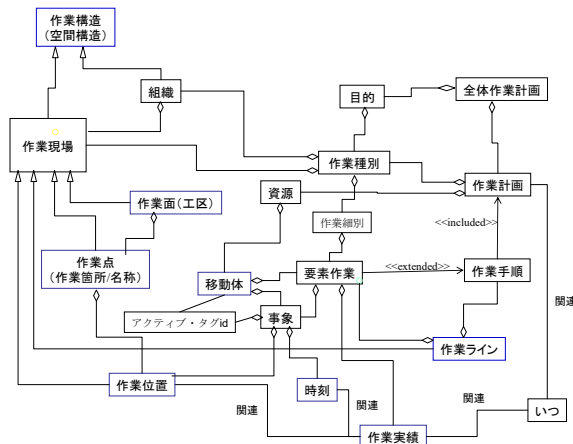 作業構造
(空間構造)
組織
目的
全体作業計画
作業現場
作業種別
作業計画
資源
作業面(工区)
作業細別
<<included>>
作業点
(作業箇所/名称)
移動体
要素作業
<<extended>>
作業手順
アクティブ・タグid
事象
関連
作業ライン
作業位置
時刻
関連
関連
関連
いつ
作業実績